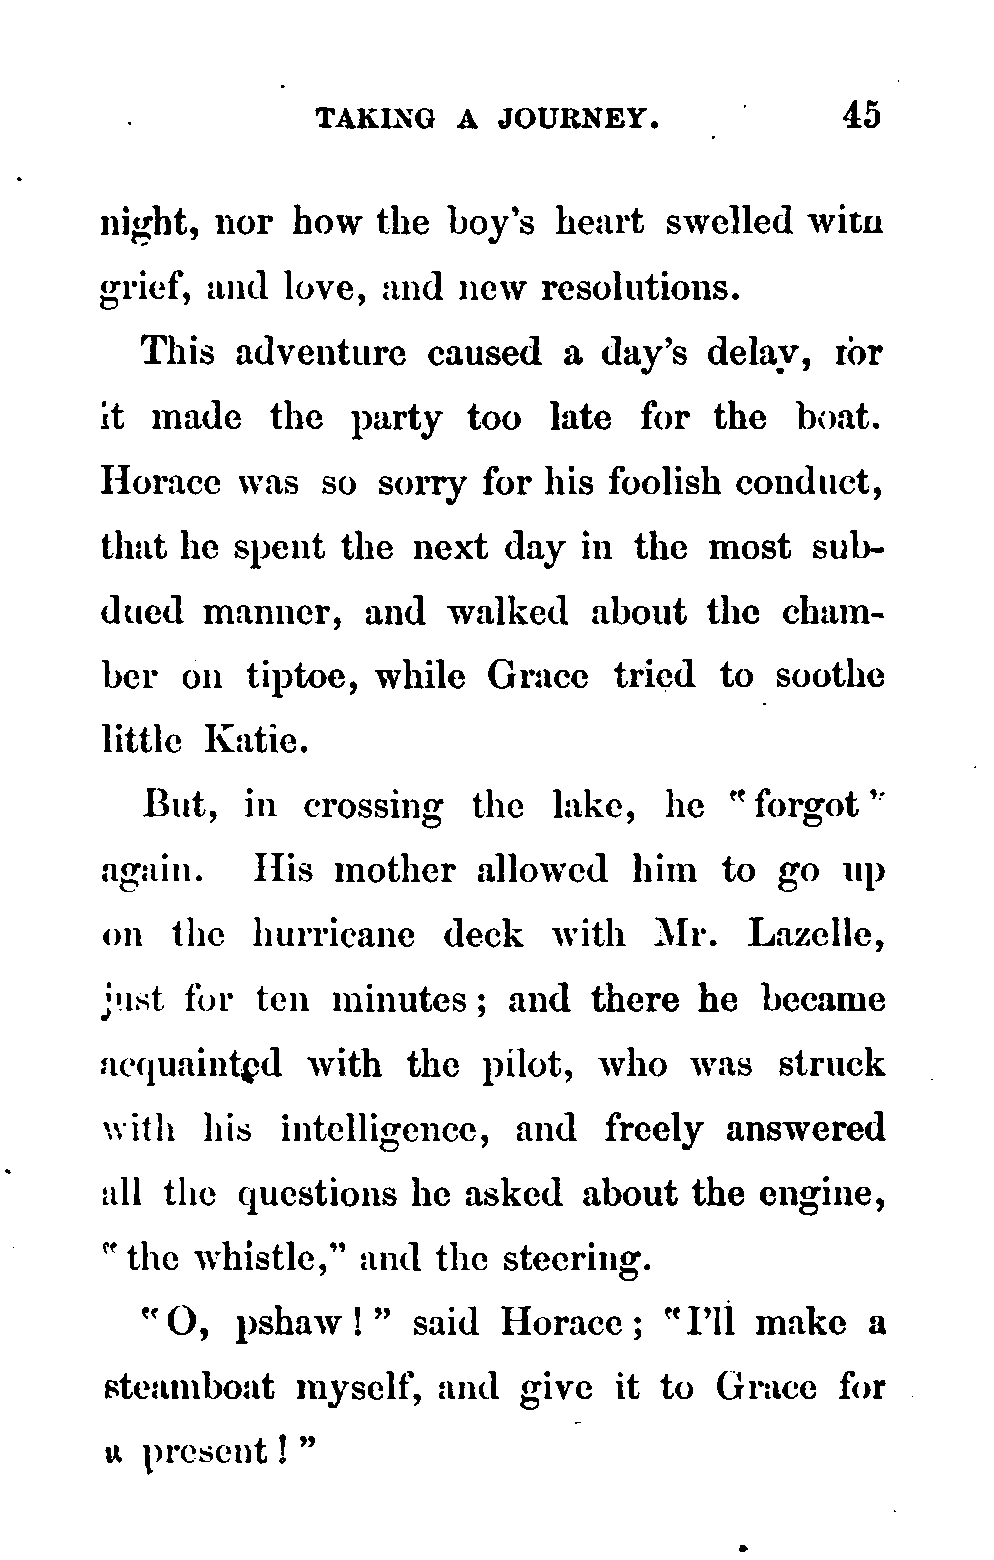 TAKING A JOURNEY. 45
night, nor how the boy's heart swelled with
grief, and love, and new resolutions.
This adventure caused a day's delay, for
it made the party too late for the boat.
Horace was so sorry for his foolish conduct,
that he spent the next day in the most sub-
dued manner, and walked about the cham-
ber on tiptoe, while Grace tried to soothe
little Katie.
But, in crossing the lake, he "forgot"
again. His mother allowed him to go up
on the hurricane deck with Mr. Lazelle,
just for ten minutes; and there he became
acquainted with the pilot, who was struck
with his intelligence, and freely answered
all the questions he asked about the engine,
"the whistle," and the steering.
"O, pshaw!" said Horace; "I'll make a
steamboat myself, and give it to Grace for
a present!"